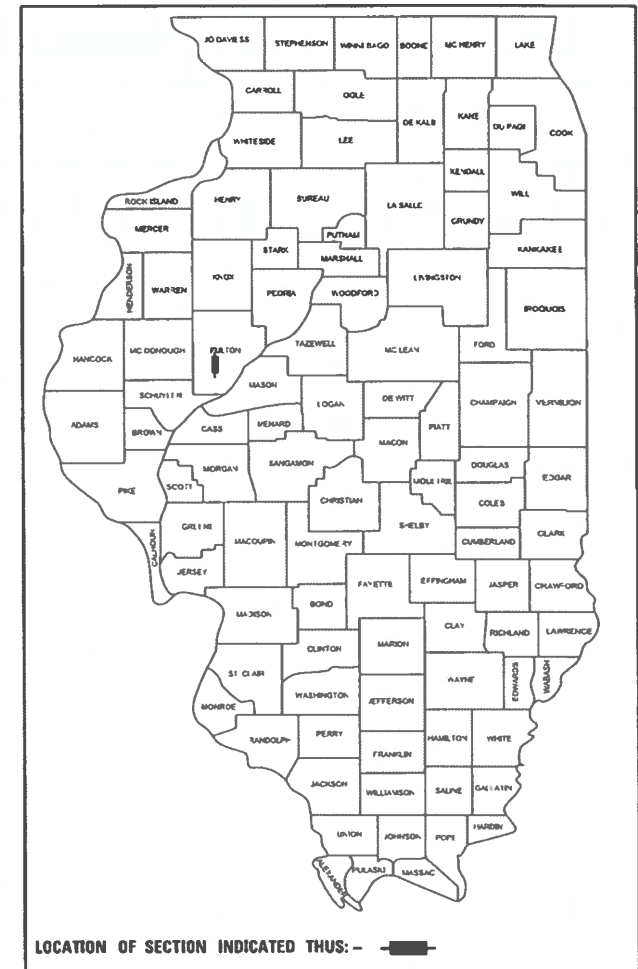 JO DAVIESS STEPHENSON WINNEBAGO BOONE MC HENRY LAKE
CARROLL OGLE
DE KALB KANE DU PAGE COOK
WHITESIDE LEE
KENDALL
ROCK ISLAND HENRY BUREAU LA SALLE WILL
MERCER PUTNAM GRUNDY
STARK MARSHALL KANKAKEE
HENDERSON WARREN KNOX PEORIA WOODFORD LIVINGSTON
IROQUOIS
HANCOCK MC DONOUGH FULTON TAZEWELL MC LEAN FORD
MASON
SCHUYLER LOGAN DE WITT CHAMPAIGN VERMILION
ADAMS BROWN CASS MENARD PIATT
MACON
PIKE SCOTT MORGAN SANGAMON MOULTRIE DOUGLAS EDGAR
CHRISTIAN COLES
GREENE MACOUPIN MONTGOMERY SHELBY CUMBERLAND CLARK
CALHOUN JERSEY
FAYETTE EFFINGHAM JASPER CRAWFORD
MADISON BOND
CLAY RICHLAND LAWRENCE
CLINTON MARION
ST. CLAIR WAYNE EDWARDS WABASH
WASHINGTON JEFFERSON
MONROE
RANDOLPH PERRY HAMILTON WHITE
FRANKLIN
JACKSON WILLIAMSON SALINE GALLATIN
UNION JOHNSON POPE HARDIN
ALEXANDER PULASKI MASSAC
LOCATION OF SECTION INDICATED THUS: -